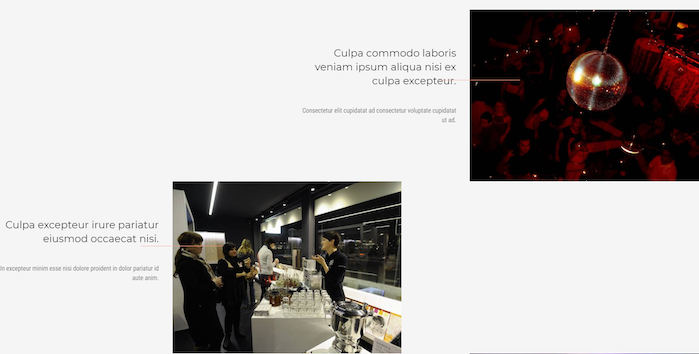 Culpa commodo laboris
veniam ipsum aliqua nisi ex
culpa excepteur.
Consectetur elit cupidatat ad consectetur voluptate cupidatat
ut ad.
Culpa excepteur irure pariatur
eiusmod occaecat nisi.
In excepteur minim esse nisi dolore proident in dolor pariatur id
aute anim.